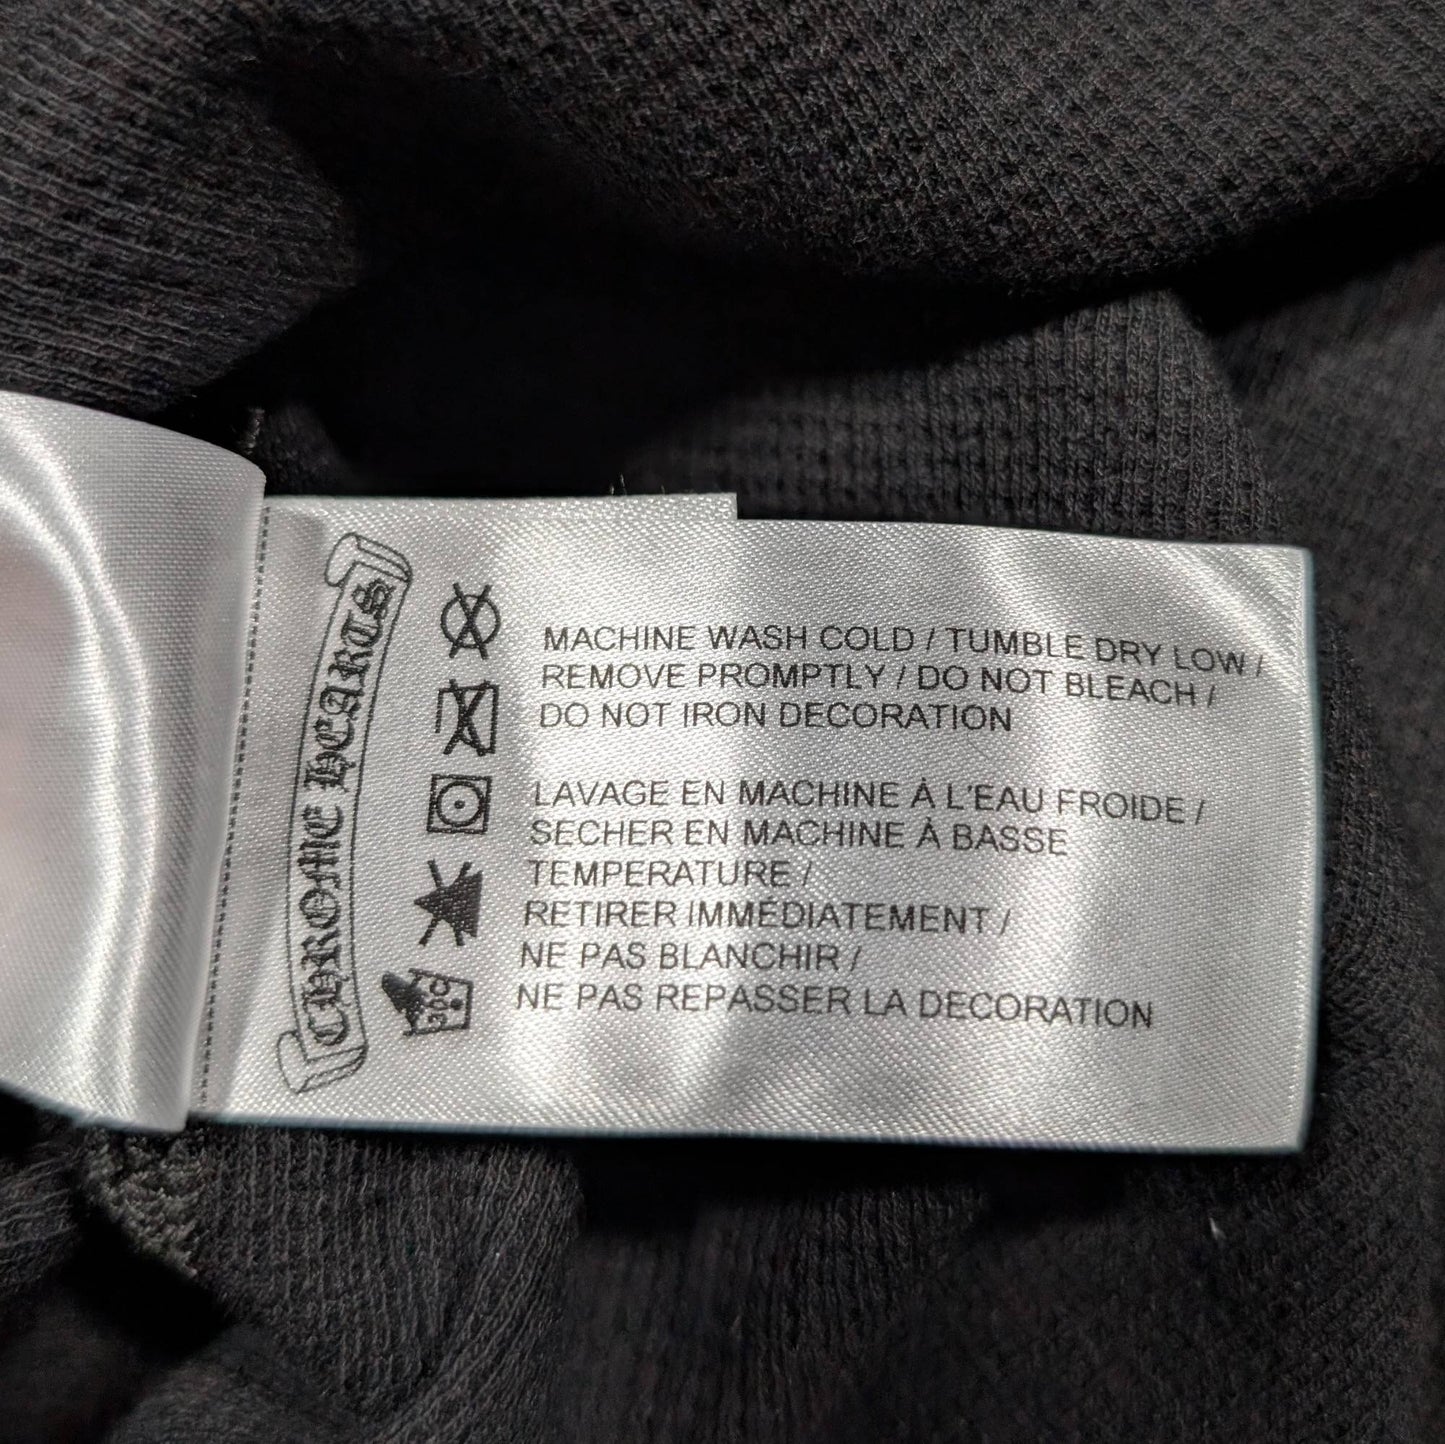 CHROME HEARTS
MACHINE WASH COLD / TUMBLE DRY LOW /
REMOVE PROMPTLY / DO NOT BLEACH /
DO NOT IRON DECORATION
LAVAGE EN MACHINE À L'EAU FROIDE /
SECHER EN MACHINE À BASSE
TEMPERATURE /
RETIRER IMMÉDIATEMENT /
NE PAS BLANCHIR /
NE PAS REPASSER LA DECORATION